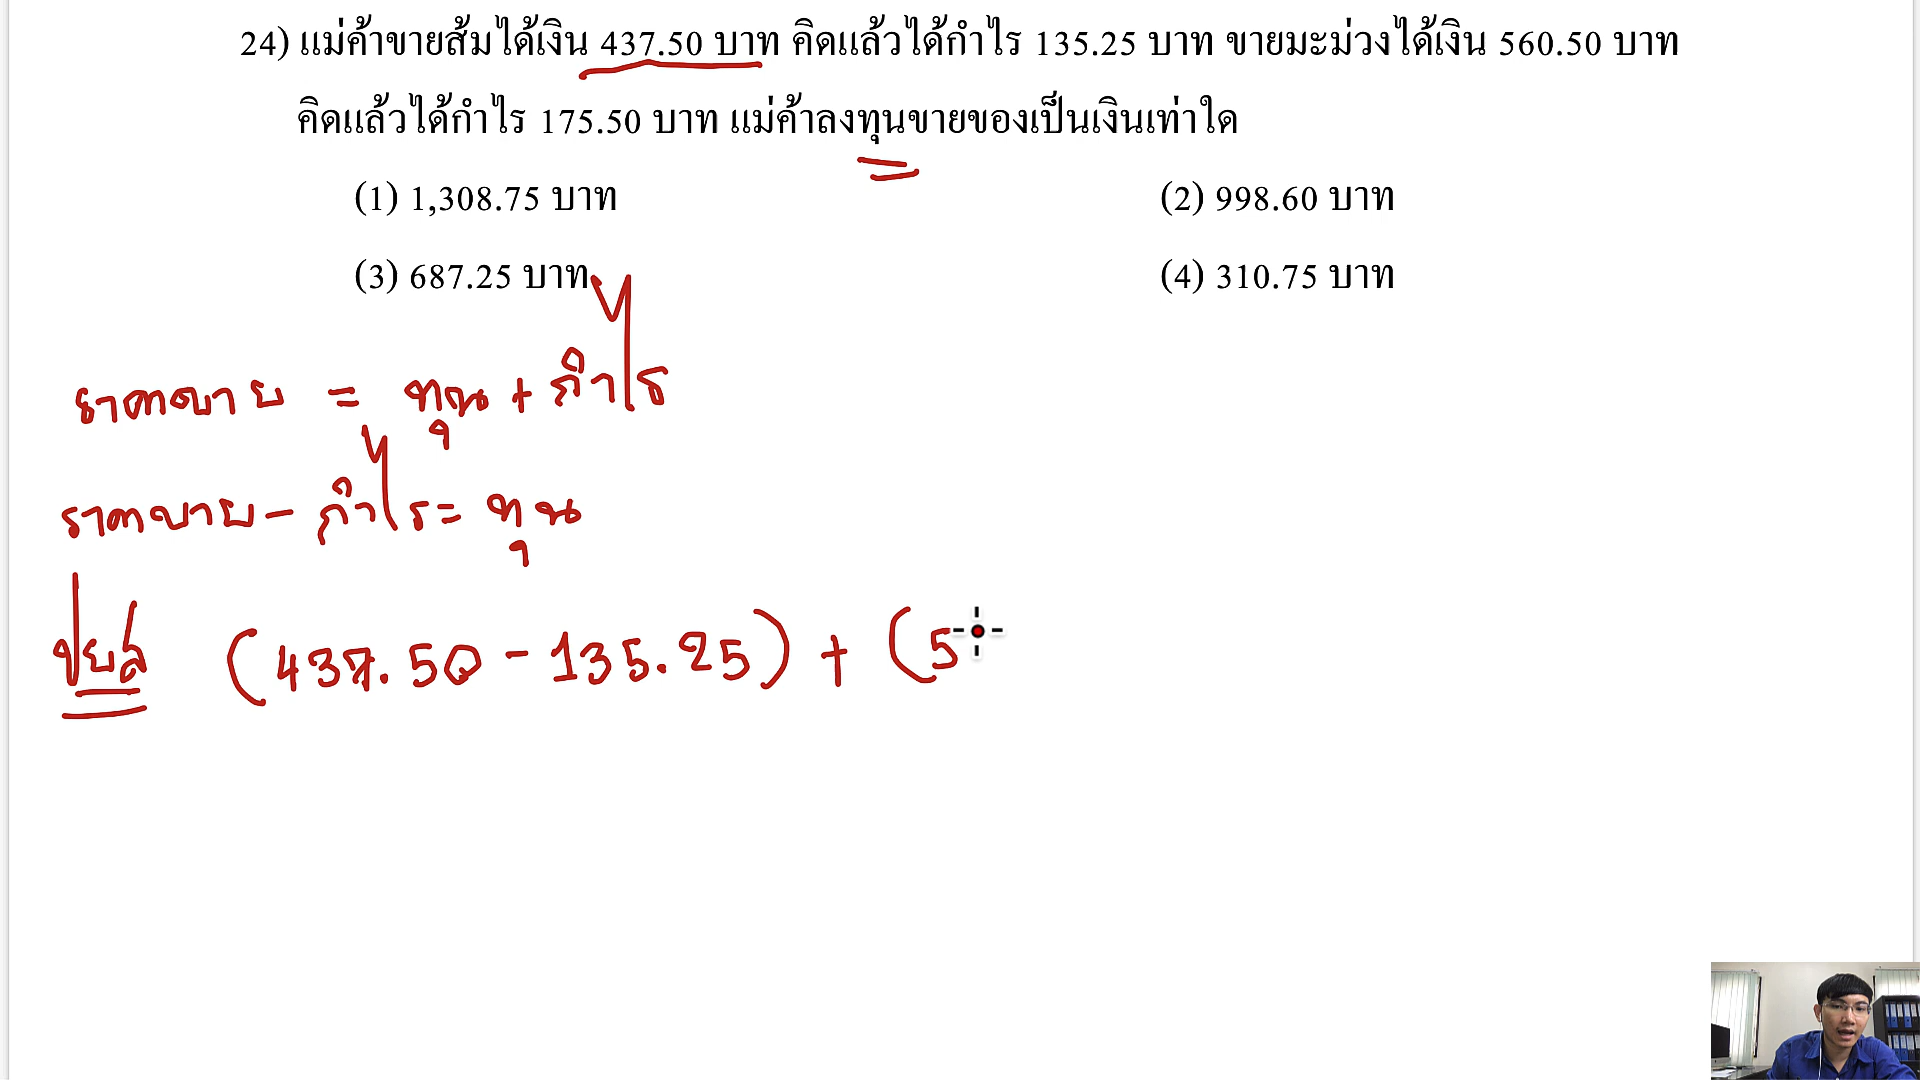 24) แม่ค้าขายส้มได้เงิน 437.50 บาท คิดแล้วได้กำไร 135.25 บาท ขายมะม่วงได้เงิน 560.50 บาท
คิดแล้วได้กำไร 175.50 บาท แม่ค้าลงทุนขายของเป็นเงินเท่าใด
(1) 1,308.75 บาท (2) 998.60 บาท
(3) 687.25 บาท (4) 310.75 บาท
ราคาขาย = ทุน + กำไร
ราคาขาย - กำไร = ทุน
ปยส (437.50 - 135.25) + (5